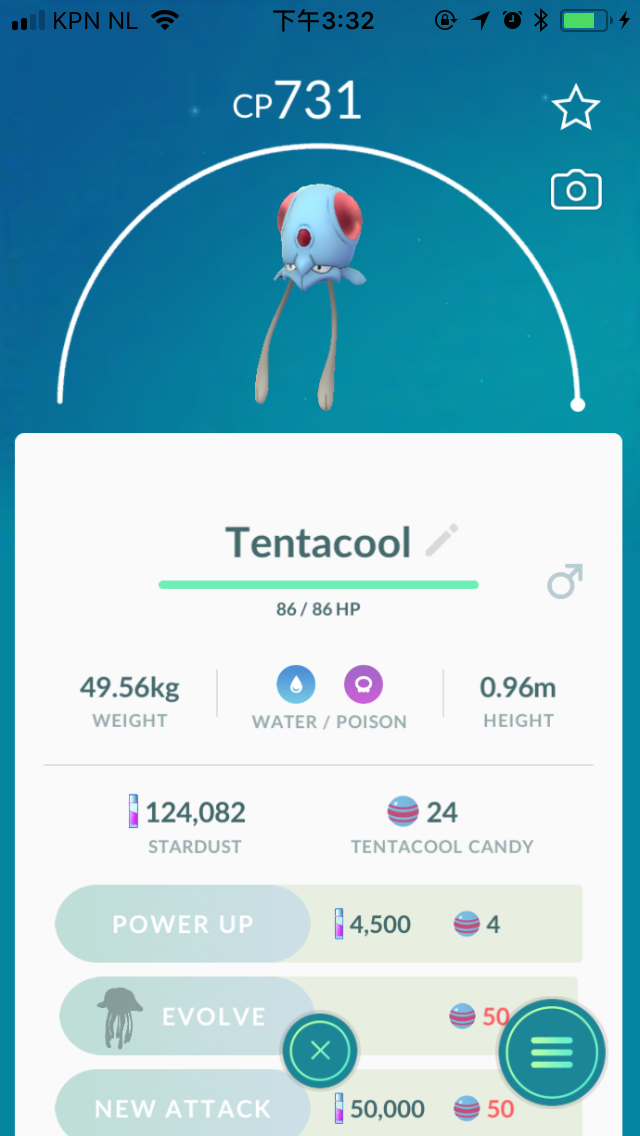 KPN NL 下午3:32
CP731
Tentacool
86 / 86 HP
49.56kg
WEIGHT
WATER / POISON
0.96m
HEIGHT
124,082
STARDUST
24
TENTACOOL CANDY
POWER UP 4,500 4
EVOLVE 50
NEW ATTACK 50,000 50